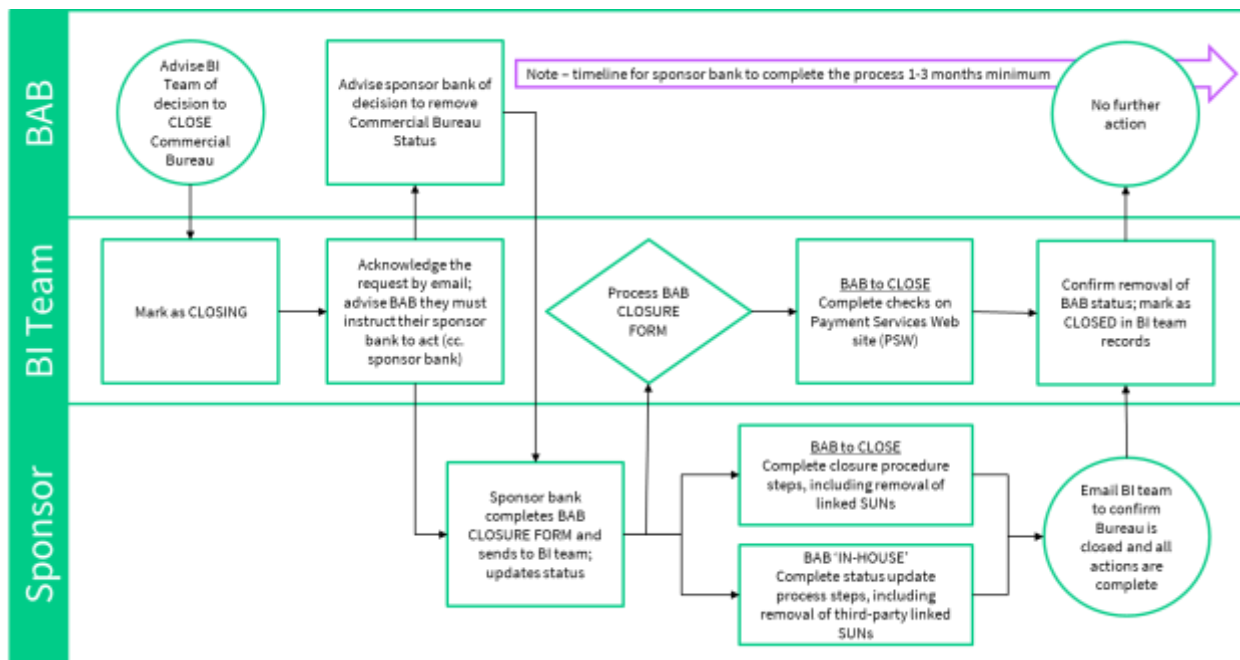 BAB
Advise BI
Team of
decision to
CLOSE
Commercial
Bureau
Advise sponsor bank of
decision to remove
Commercial Bureau
Status
Note – timeline for sponsor bank to complete the process 1-3 months minimum
No further
action
BI Team
Mark as CLOSING
Acknowledge the
request by email;
advise BAB they must
instruct their sponsor
bank to act (cc.
sponsor bank)
Process BAB
CLOSURE
FORM
BAB to CLOSE
Complete checks on
Payment Services Web
site (PSW)
Confirm removal of
BAB status; mark as
CLOSED in BI team
records
Sponsor
Sponsor bank
completes BAB
CLOSURE FORM and
sends to BI team;
updates status
BAB to CLOSE
Complete closure procedure
steps, including removal of
linked SUNs
BAB 'IN-HOUSE'
Complete status update
process steps, including
removal of third-party linked
SUNs
Email BI team
to confirm
Bureau is
closed and all
actions are
complete